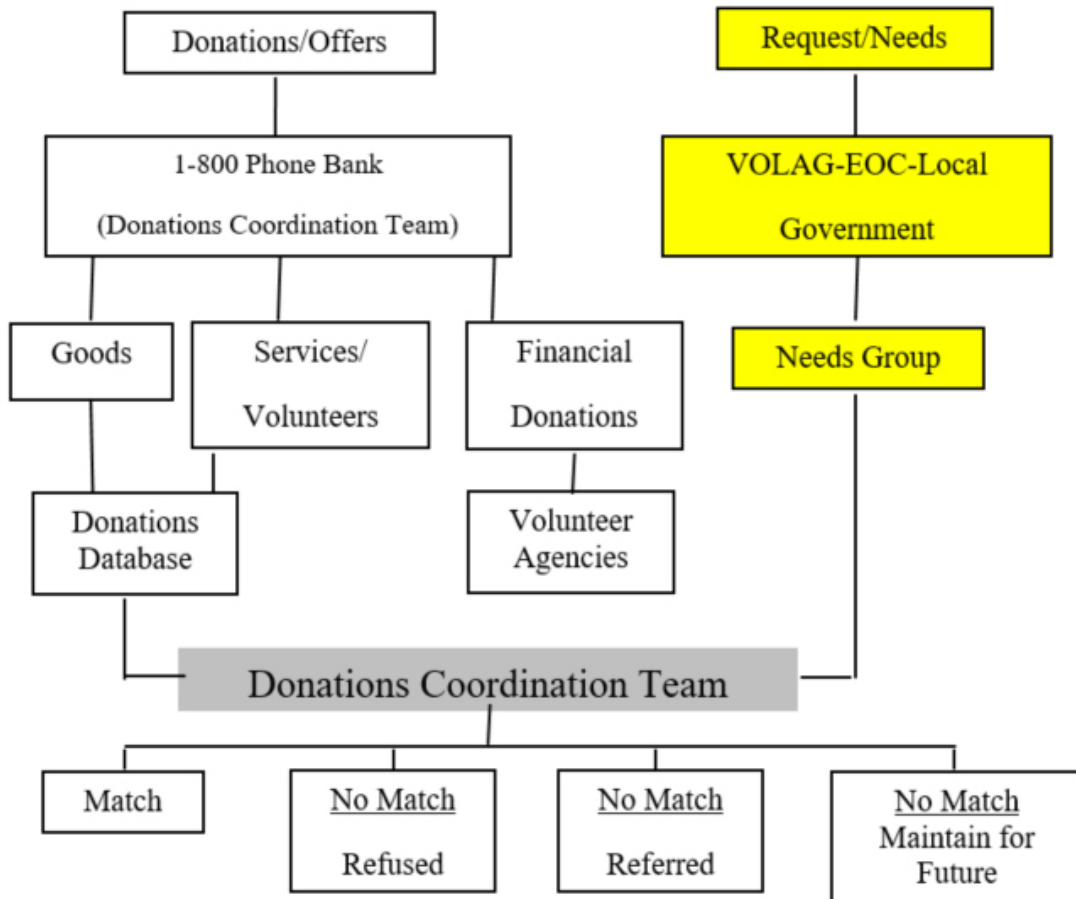 Donations/Offers
Request/Needs
1-800 Phone Bank
(Donations Coordination Team)
VOLAG-EOC-Local
Government
Goods
Services/
Volunteers
Financial
Donations
Needs Group
Donations
Database
Volunteer
Agencies
Donations Coordination Team
Match
No Match
Refused
No Match
Referred
No Match
Maintain for
Future